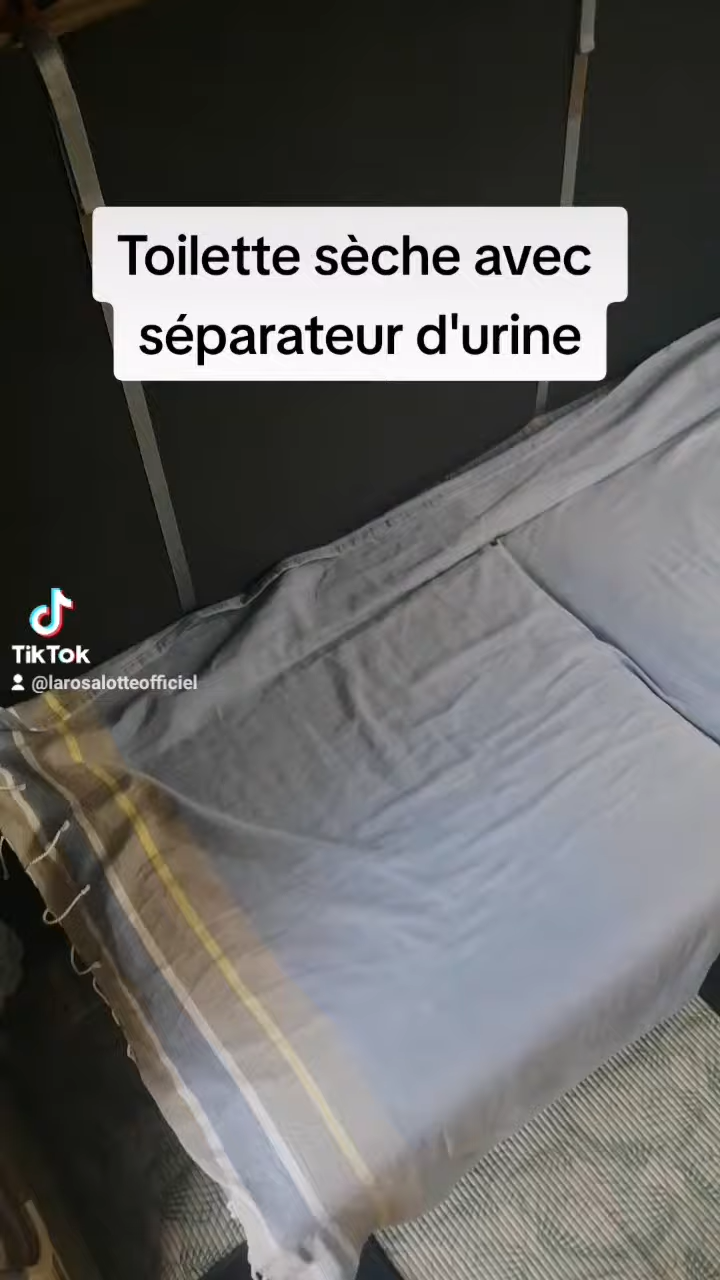 Toilette sèche avec
séparateur d'urine
TikTok
@larosalotteofficiel